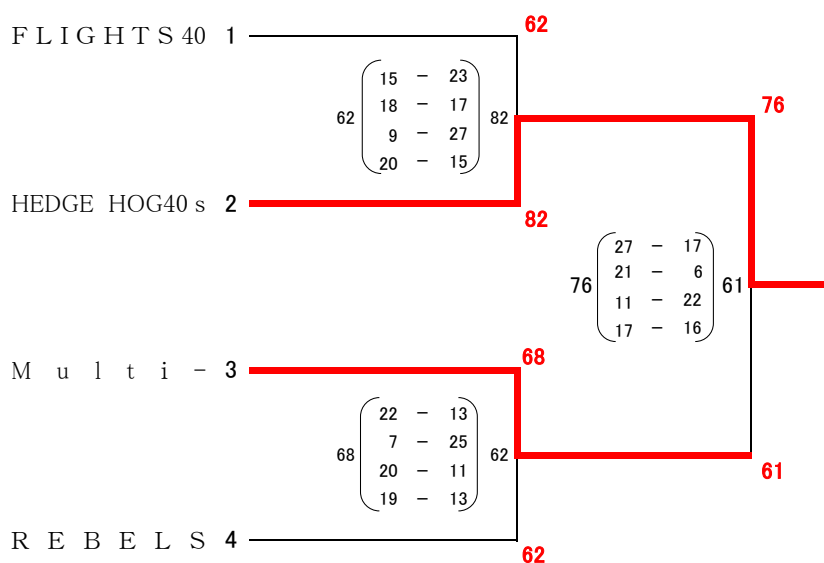 62
FLIGHTS40 1
15 － 23
18 － 17
62 82
9 － 27
20 － 15
76
HEDGE HOG40s 2
82
27 － 17
21 － 6
76 61
11 － 22
17 － 16
68
Multi- 3
22 － 13
7 － 25
68 62
20 － 11
19 － 13
61
REBELS 4
62